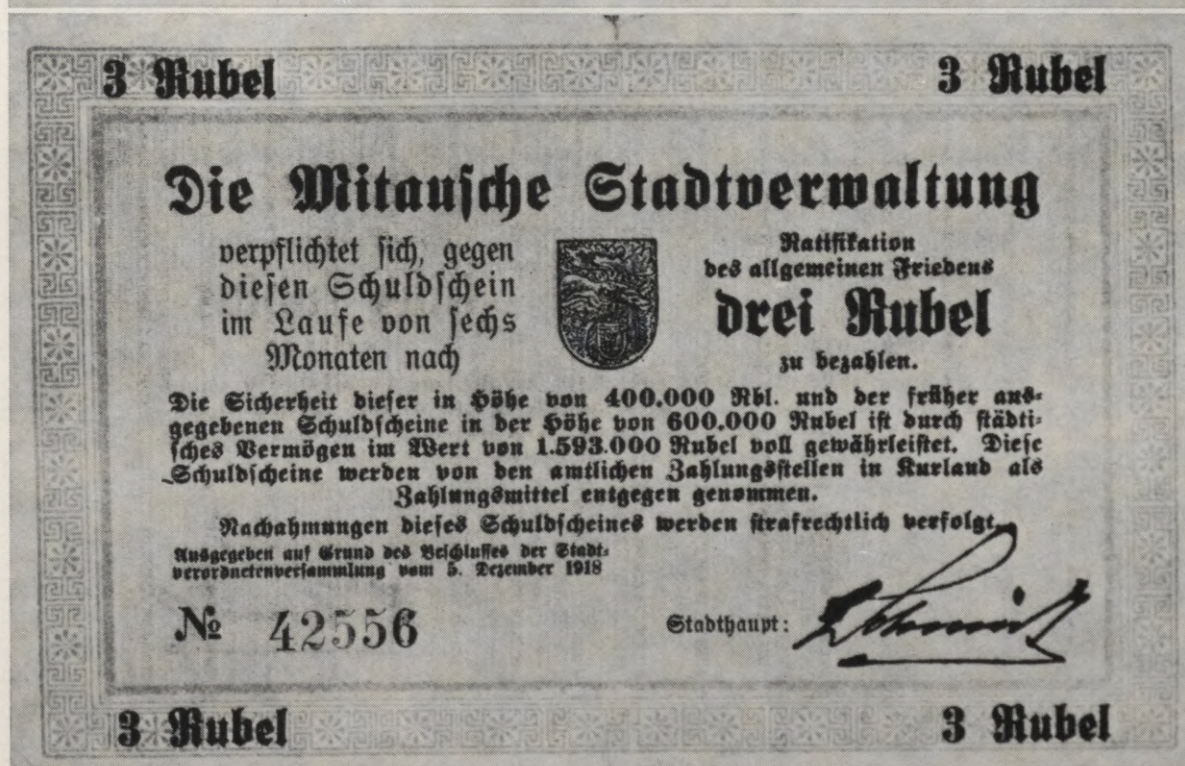 3 Rubel
3 Rubel
Die Mitausche Stadtverwaltung
verpflichtet sich, gegen
diesen Schuldschein
im Laufe von sechs
Monaten nach
Ratifikation
des allgemeinen Friedens
drei Rubel
zu bezahlen.
Die Sicherheit dieser in Höhe von 400.000 Rbl. und der früher aus-
gegebenen Schuldscheine in der Höhe von 600.000 Rubel ist durch städti-
sches Vermögen im Wert von 1.593.000 Rubel voll gewährleistet. Diese
Schuldscheine werden von den amtlichen Zahlungsstellen in Kurland als
Zahlungsmittel entgegen genommen.
Nachahmungen dieses Schuldscheines werden strafrechtlich verfolgt.
Ausgegeben auf Grund des Beschlusses der Stadt-
verordnetenversammlung vom 5. Dezember 1918
№ 42556
Stadthaupt:
3 Rubel
3 Rubel